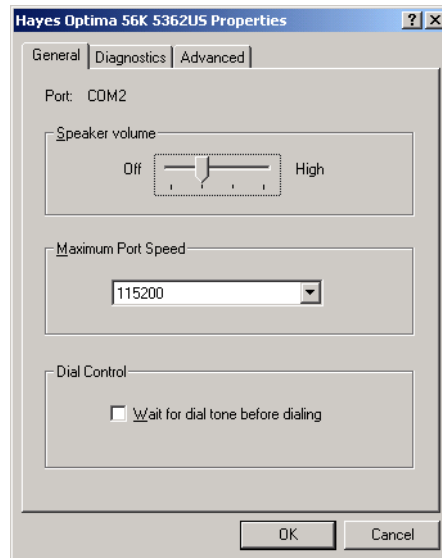 Hayes Optima 56K 5362US Properties
General Diagnostics Advanced
Port: COM2
Speaker volume
Off High
Maximum Port Speed
115200
Dial Control
Wait for dial tone before dialing
OK Cancel